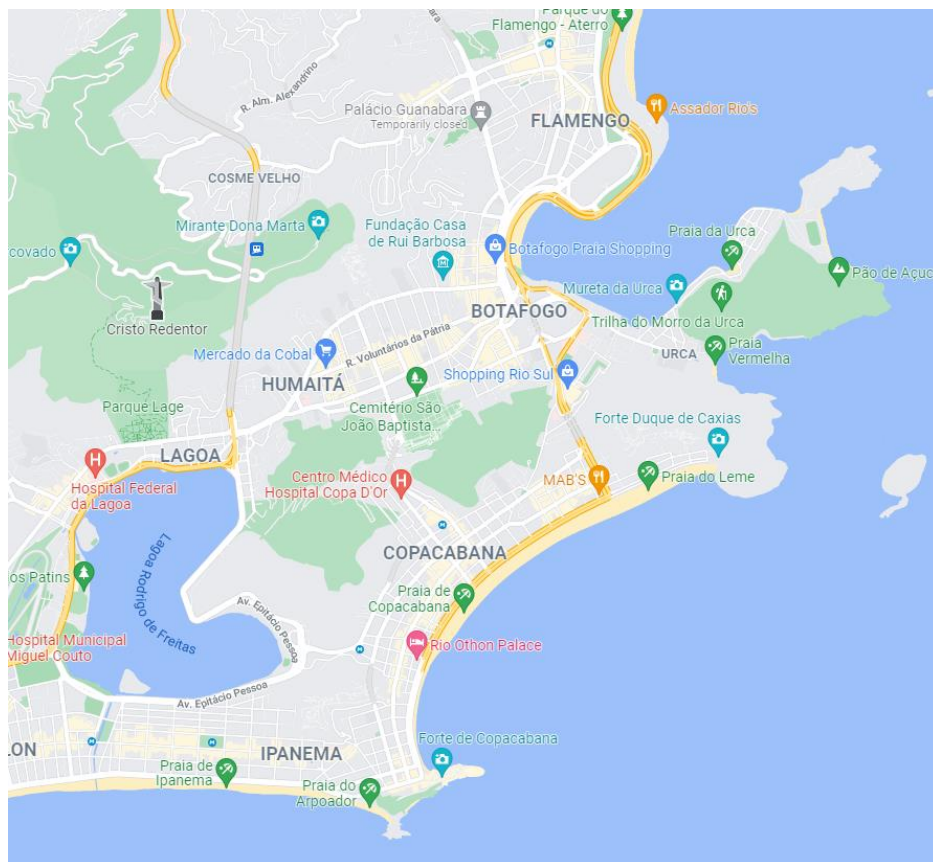 Parque do
Flamengo - Aterro
R. Alm. Alexandrino
Assador Rio's
Palácio Guanabara
Temporarily closed
FLAMENGO
COSME VELHO
Mirante Dona Marta
Fundação Casa
de Rui Barbosa
Botafogo Praia Shopping
Praia da Urca
covado
Pão de Açuc
Mureta da Urca
Cristo Redentor
BOTAFOGO
Trilha do Morro da Urca
R. Voluntários da Pátria
Mercado da Cobal
URCA
Praia
Vermelha
HUMAITÁ
Shopping Rio Sul
Parque Lage
Cemitério São
João Baptista...
Forte Duque de Caxias
LAGOA
Hospital Federal
da Lagoa
Centro Médico
Hospital Copa D'Or
MAB'S
Praia do Leme
COPACABANA
Lagoa Rodrigo
de Freitas
os Patins
Praia de
Copacabana
Av. Epitácio Pessoa
Hospital Municipal
Miguel Couto
Rio Othon Palace
Av. Epitácio Pessoa
LON
IPANEMA
Forte de Copacabana
Praia de
Ipanema
Praia do
Arpoador